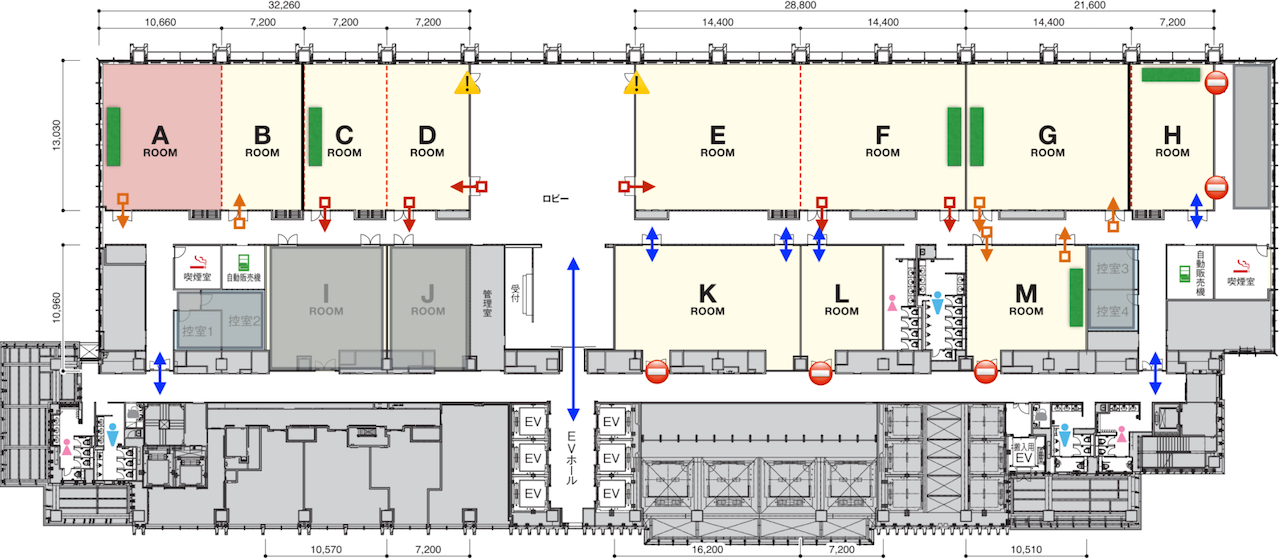 32,260
28,800
21,600
10,660
7,200
7,200
7,200
14,400
14,400
14,400
7,200
13,030
A
ROOM
B
ROOM
C
ROOM
D
ROOM
E
ROOM
F
ROOM
G
ROOM
H
ROOM
ロビー
10,960
喫煙室
自動販売機
控室1
控室2
I
ROOM
J
ROOM
管理室
受付
K
ROOM
L
ROOM
B
M
ROOM
控室3
控室4
自動販売機
喫煙室
EV
EV
EV
EVホール
EV
EV
EV
搬入用
EV
10,570
7,200
16,200
7,200
10,510